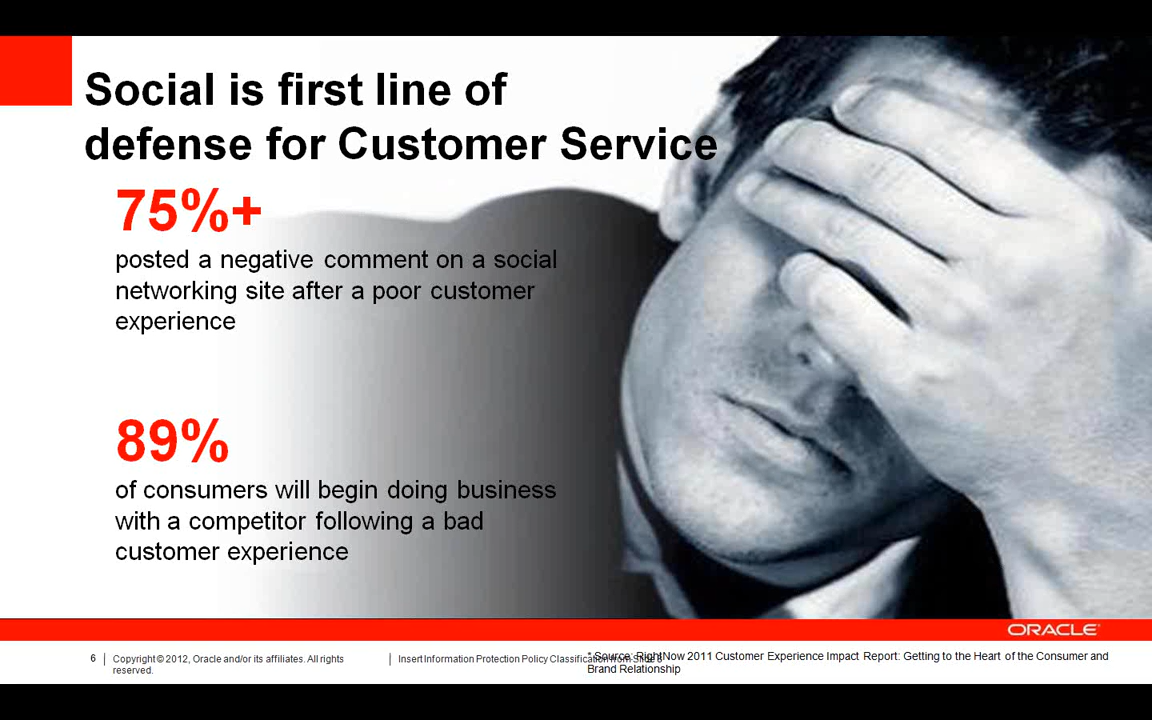 Social is first line of
defense for Customer Service
75%+
posted a negative comment on a social
networking site after a poor customer
experience
89%
of consumers will begin doing business
with a competitor following a bad
customer experience
ORACLE
6
Copyright © 2012, Oracle and/or its affiliates. All rights
reserved.
Insert Information Protection Policy Classification from Slide 8
* Source: RightNow 2011 Customer Experience Impact Report: Getting to the Heart of the Consumer and
Brand Relationship